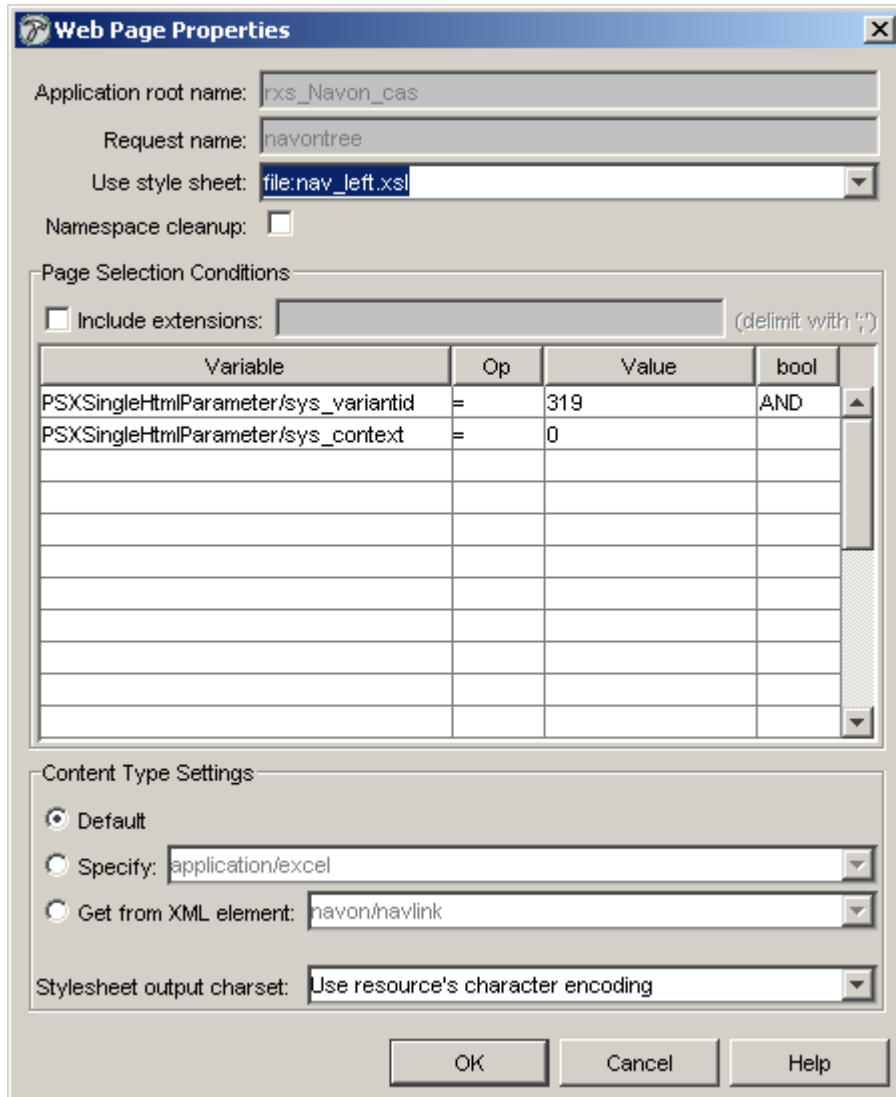 Web Page Properties
Application root name: rxs_Navon_cas
Request name: navontree
Use style sheet: file:nav_left.xsl
Namespace cleanup:
Page Selection Conditions
Include extensions: (delimit with ';')
Variable Op Value bool
PSXSingleHtmlParameter/sys_variantid = 319 AND
PSXSingleHtmlParameter/sys_context = 0
Content Type Settings
Default
Specify: application/excel
Get from XML element: navon/navlink
Stylesheet output charset: Use resource's character encoding
OK Cancel Help